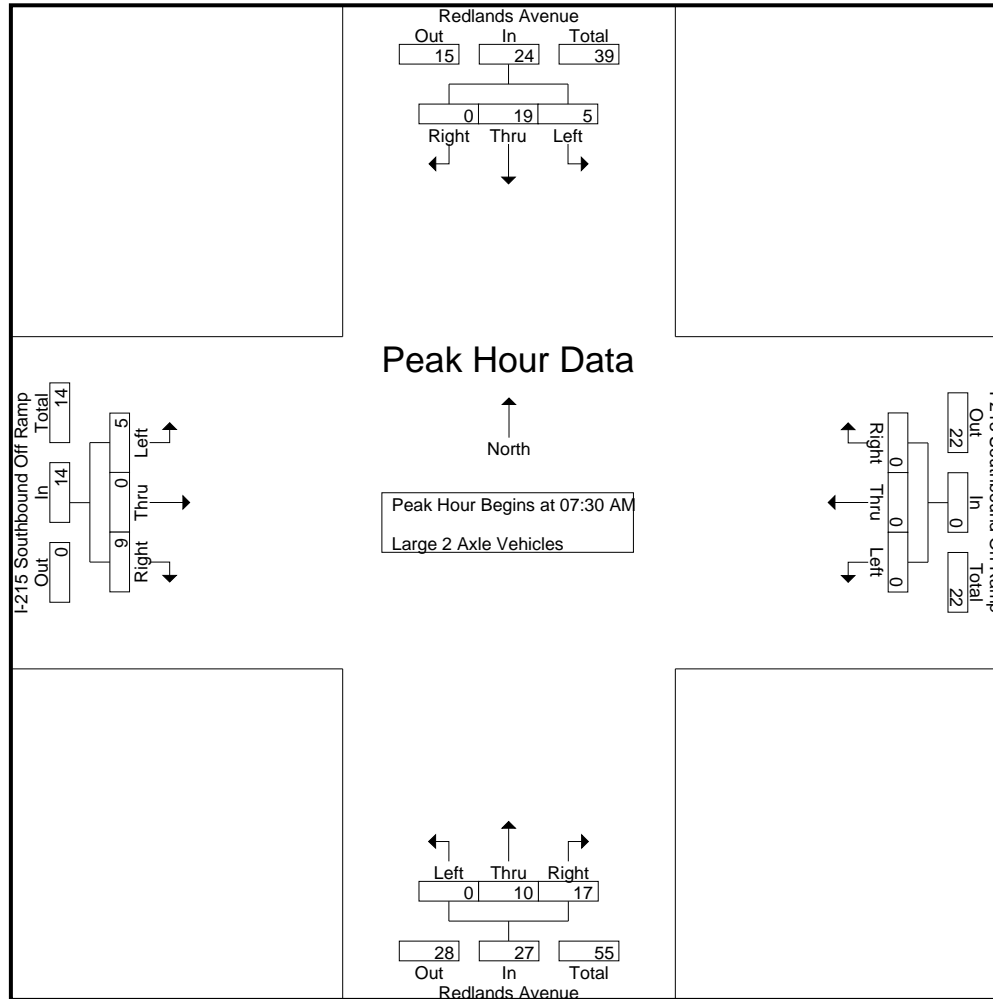 Redlands Avenue
Out In Total
15 24 39
0 19 5
Right Thru Left
Peak Hour Data
North
Peak Hour Begins at 07:30 AM
Large 2 Axle Vehicles
I-215 Southbound Off Ramp
Total In Out
14 14 0
5 0 9
Left Thru Right
Right Thru Left
0 0 0
22 0 22
Out In Total
Left Thru Right
0 10 17
28 27 55
Out In Total
Redlands Avenue